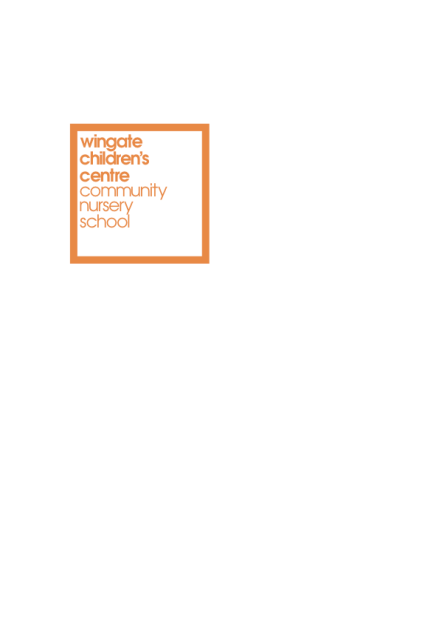 wingate
children's
centre
community
nursery
school